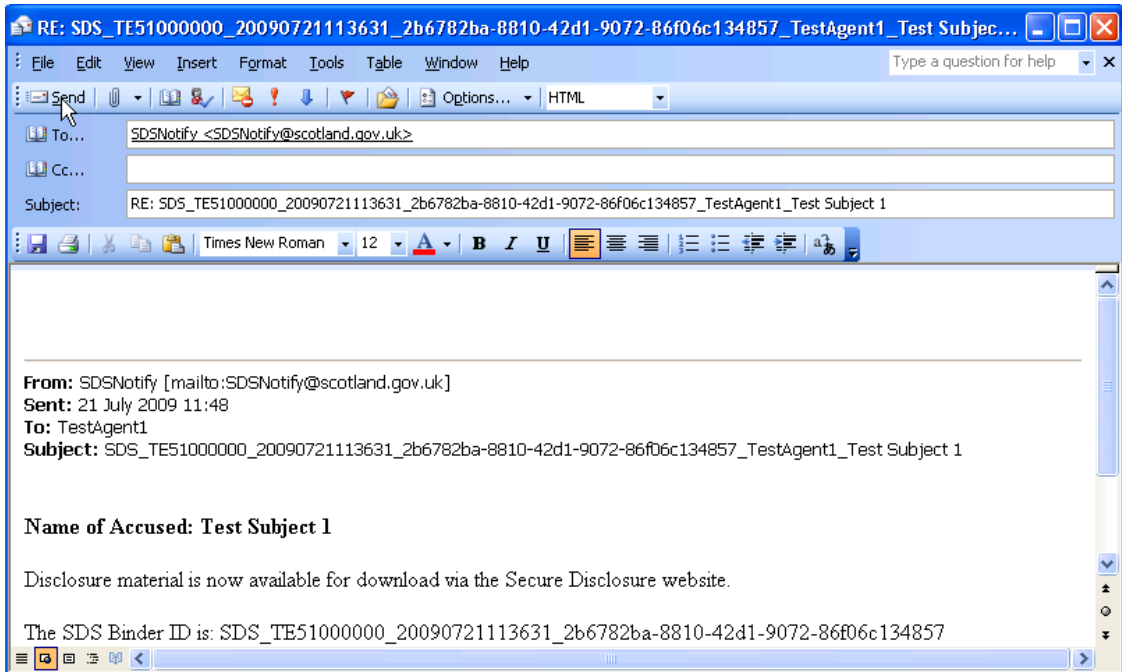 RE: SDS_TE51000000_20090721113631_2b6782ba-8810-42d1-9072-86f06c134857_TestAgent1_Test Subjec...
File Edit View Insert Format Tools Table Window Help Type a question for help
Send Options... HTML
To... SDSNotify <SDSNotify@scotland.gov.uk>
Cc...
Subject: RE: SDS_TE51000000_20090721113631_2b6782ba-8810-42d1-9072-86f06c134857_TestAgent1_Test Subject 1
Times New Roman 12 A B I U
From: SDSNotify [mailto:SDSNotify@scotland.gov.uk]
Sent: 21 July 2009 11:48
To: TestAgent1
Subject: SDS_TE51000000_20090721113631_2b6782ba-8810-42d1-9072-86f06c134857_TestAgent1_Test Subject 1
Name of Accused: Test Subject 1
Disclosure material is now available for download via the Secure Disclosure website.
The SDS Binder ID is: SDS_TE51000000_20090721113631_2b6782ba-8810-42d1-9072-86f06c134857